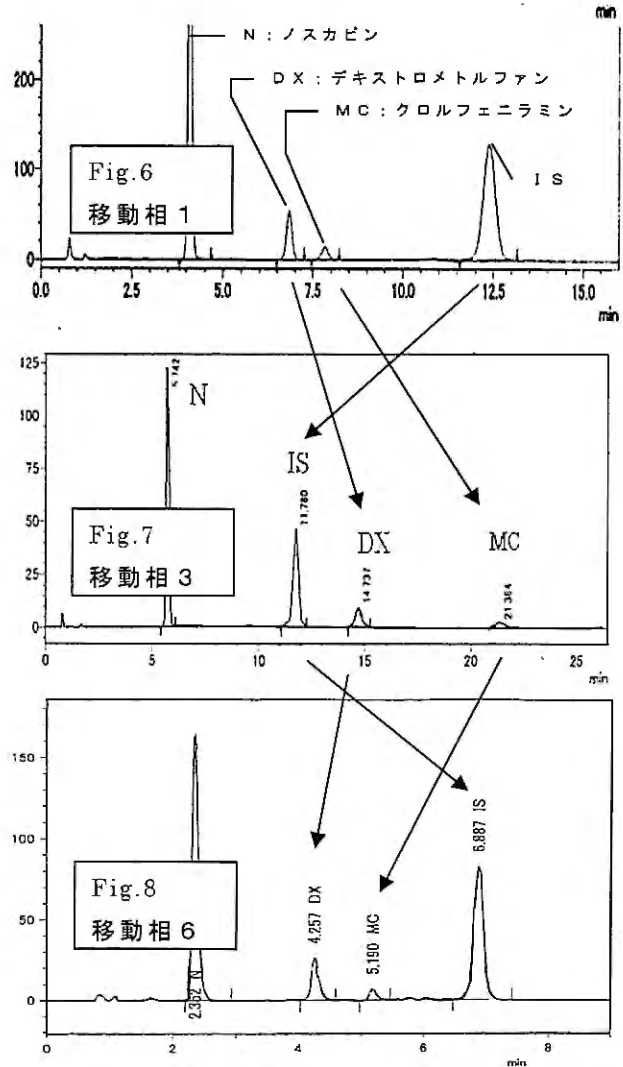 min
N：ノスカピン
DX：デキストロメトルファン
MC：クロルフェニラミン
IS
Fig.6
移動相1
200
100
0
0.0 2.5 5.0 7.5 10.0 12.5 15.0
min
125
100
75
50
25
0
5.742
N
IS
11.780
DX
14.737
MC
21.364
Fig.7
移動相3
0 5 10 15 20 25
min
150
100
50
0
2.352 N
4.257 DX
5.190 MC
6.887 IS
Fig.8
移動相6
0 2 4 6 8
min